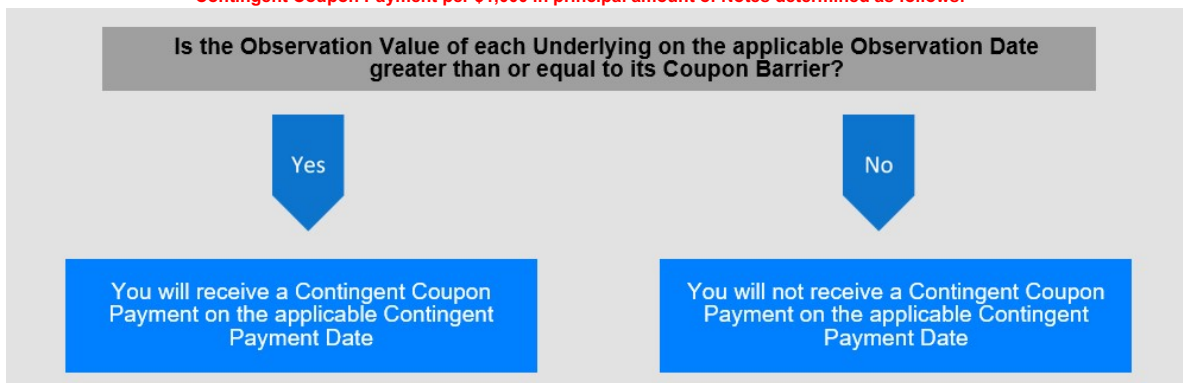 Contingent Coupon Payment per $1,000 in principal amount of Notes determined as follows:
Is the Observation Value of each Underlying on the applicable Observation Date
greater than or equal to its Coupon Barrier?
Yes
No
You will receive a Contingent Coupon
Payment on the applicable Contingent
Payment Date
You will not receive a Contingent Coupon
Payment on the applicable Contingent
Payment Date